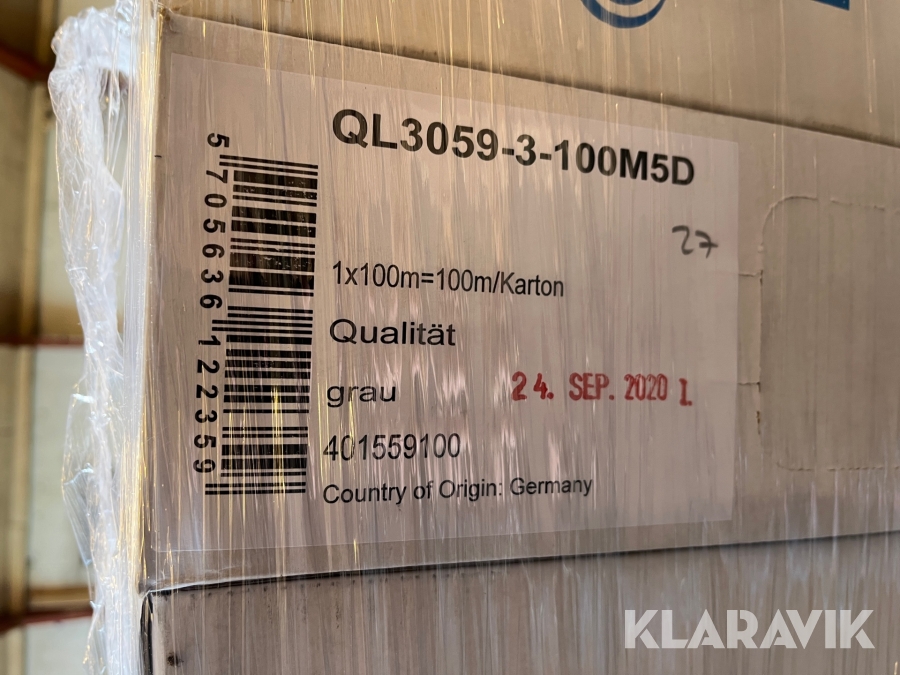 QL3059-3-100M5D
27
1x100m=100m/Karton
Qualität
grau
24. SEP. 2020 1.
401559100
Country of Origin: Germany
5705636122359
KLARAVIK